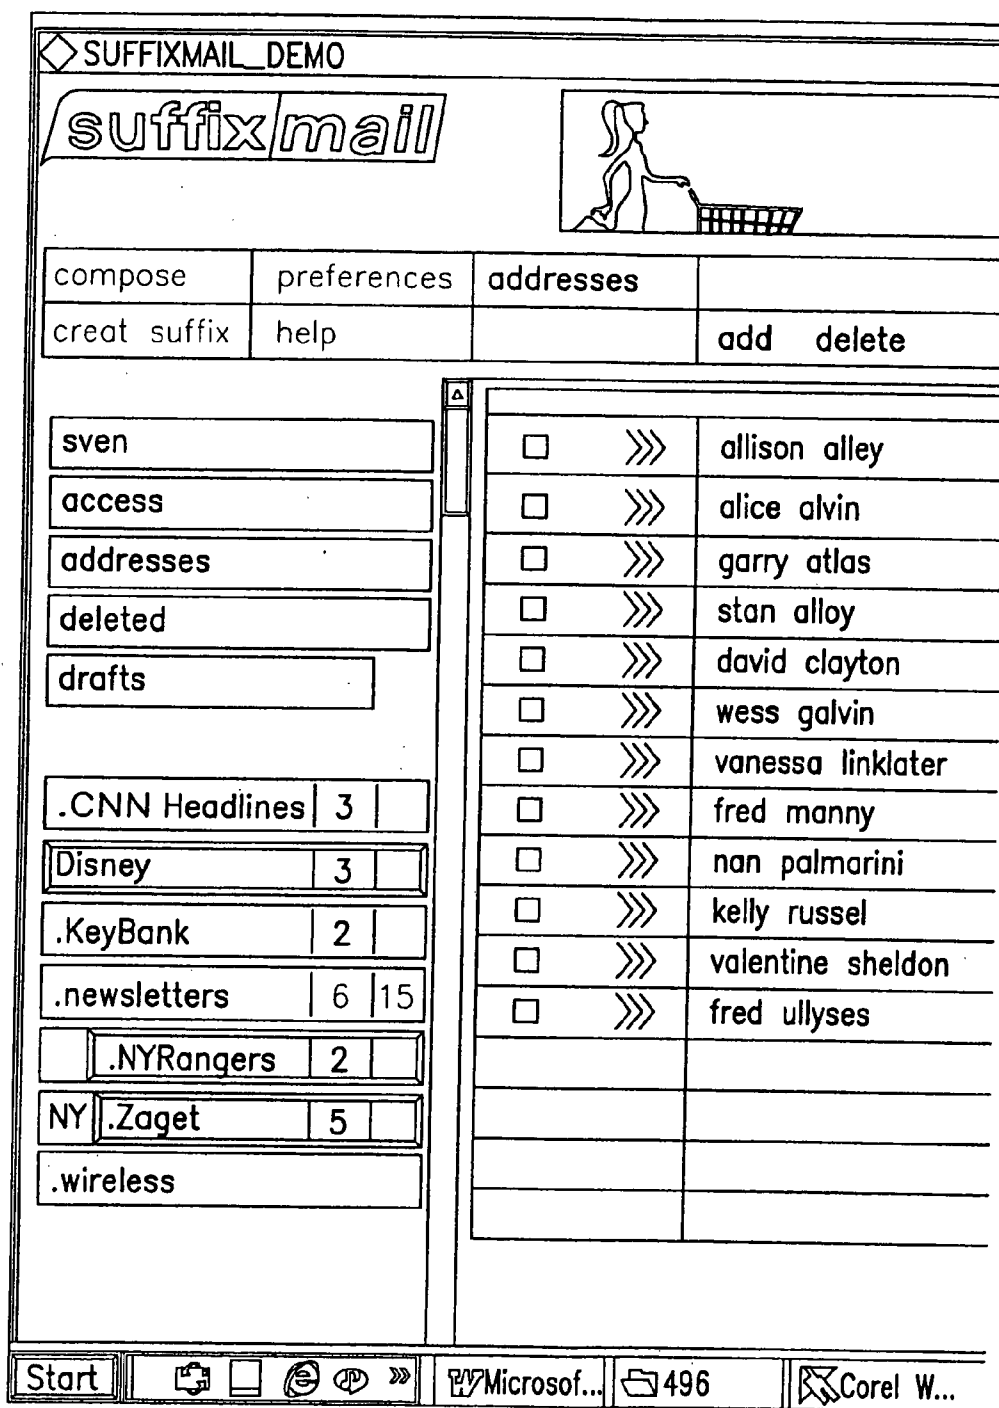 SUFFIXMAIL_DEMO
suffix mail
compose preferences addresses
creat suffix help add delete
sven
access
addresses
deleted
drafts
.CNN Headlines 3
Disney 3
.KeyBank 2
.newsletters 6 15
.NYRangers 2
NY .Zaget 5
.wireless
allison alley
alice alvin
garry atlas
stan alloy
david clayton
wess galvin
vanessa linklater
fred manny
nan palmarini
kelly russel
valentine sheldon
fred ullyses
Start Microsof... 496 Corel W...